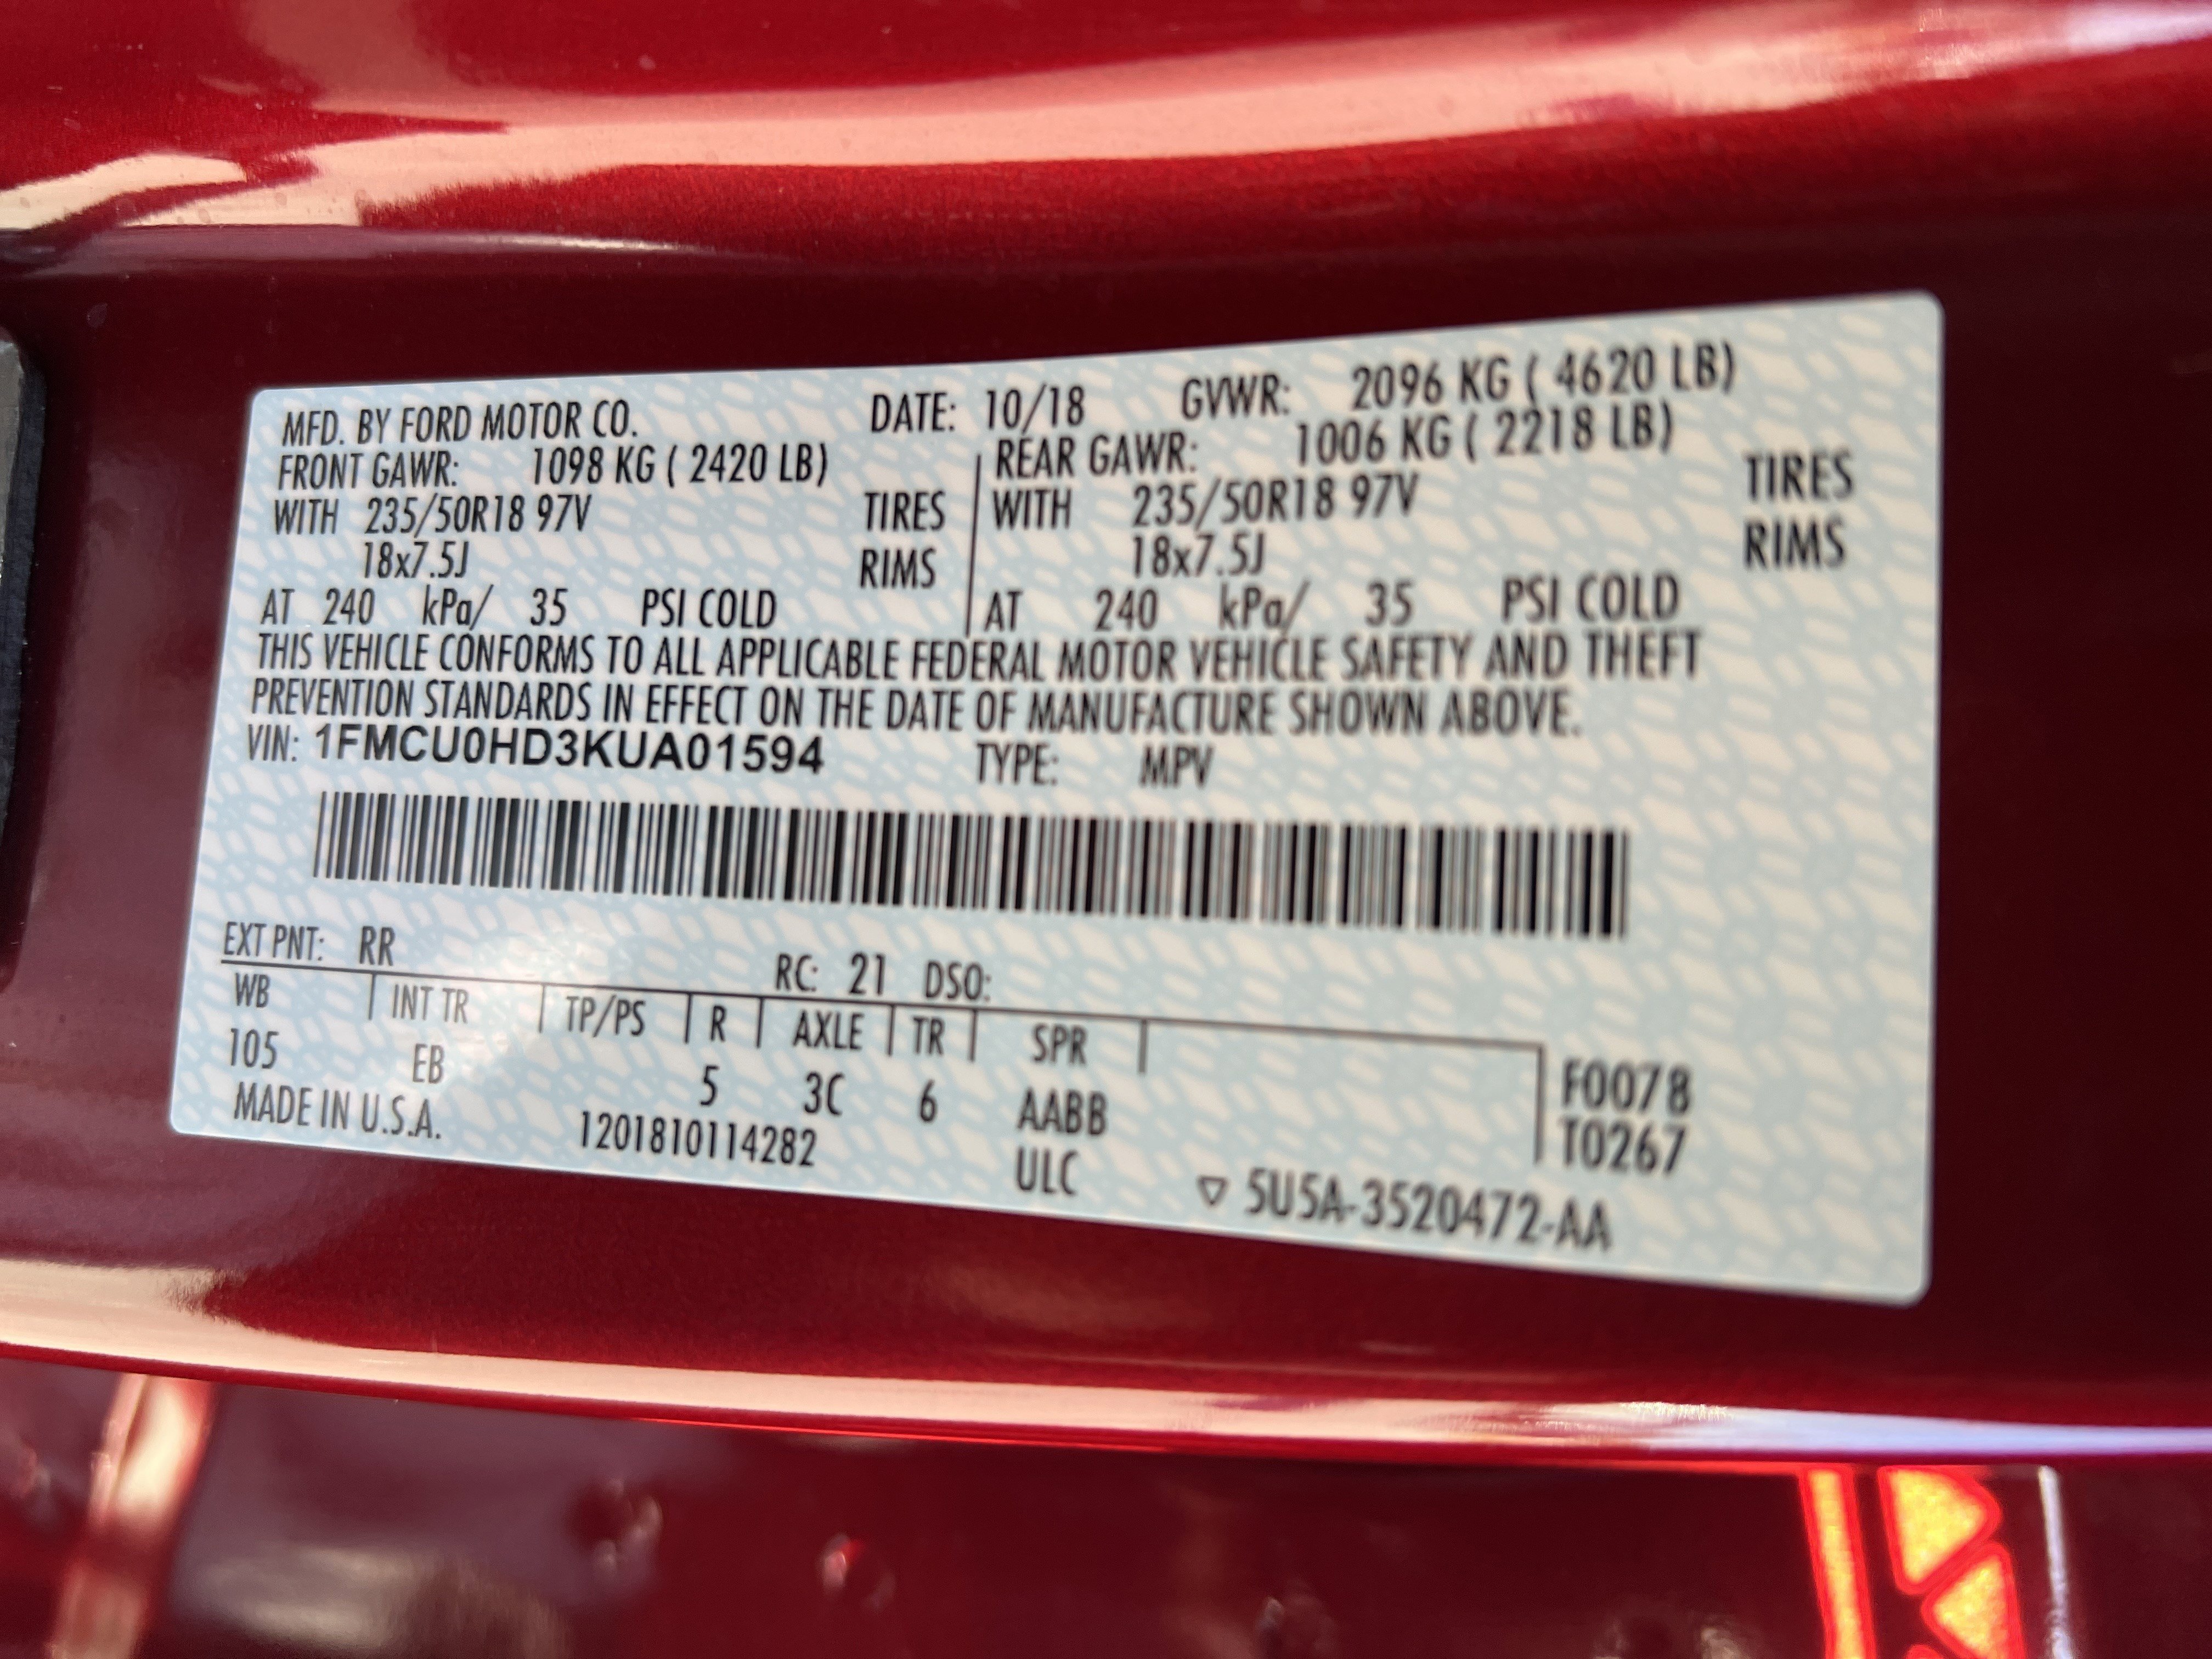 MFD. BY FORD MOTOR CO. DATE: 10/18 GVWR: 2096 KG ( 4620 LB)
FRONT GAWR: 1098 KG ( 2420 LB) REAR GAWR: 1006 KG ( 2218 LB)
WITH 235/50R18 97V TIRES WITH 235/50R18 97V TIRES
18x7.5J RIMS 18x7.5J RIMS
AT 240 kPa/ 35 PSI COLD AT 240 kPa/ 35 PSI COLD
THIS VEHICLE CONFORMS TO ALL APPLICABLE FEDERAL MOTOR VEHICLE SAFETY AND THEFT
PREVENTION STANDARDS IN EFFECT ON THE DATE OF MANUFACTURE SHOWN ABOVE.
VIN: 1FMCU0HD3KUA01594 TYPE: MPV
EXT PNT: RR RC: 21 DSO:
WB INT TR TP/PS R AXLE TR SPR
105 EB 5 3C 6 AABB F0078
MADE IN U.S.A. 1201810114282 ULC T0267
▽ 5U5A-3520472-AA